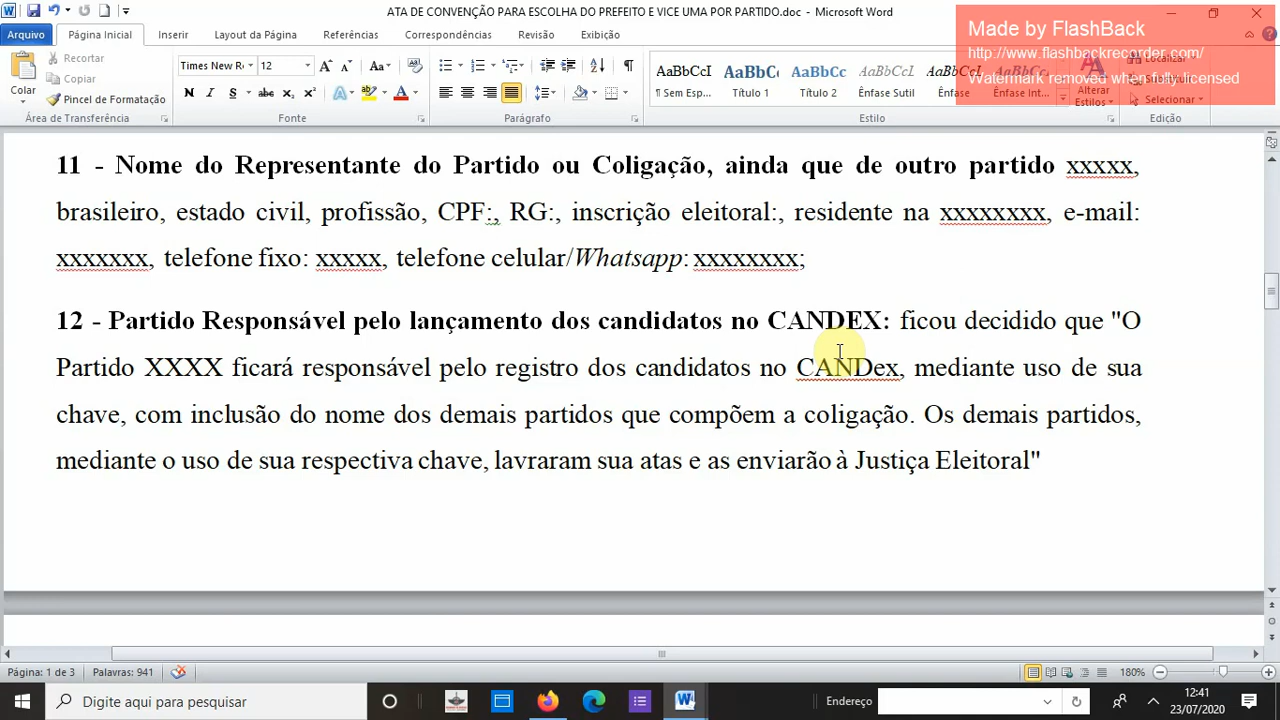 ATA DE CONVENÇÃO PARA ESCOLHA DO PREFEITO E VICE UMA POR PARTIDO.doc - Microsoft Word
Made by FlashBack
http://www.flashbackrecorder.com/
Watermark removed when fully licensed
Arquivo Página Inicial Inserir Layout da Página Referências Correspondências Revisão Exibição
Colar
Recortar
Copiar
Pincel de Formatação
Área de Transferência
Times New R 12
N I S abc x₂ x²
Fonte
Parágrafo
AaBbCcI AaBbCc AaBbCc AaBbCcI AaBbCcI AaBbCcI
¶ Sem Esp... Título 1 Título 2 Ênfase Sutil Ênfase Ênfase Int...
Alterar
Estilos
Estilo
Localizar
Selecionar
Edição
11 - Nome do Representante do Partido ou Coligação, ainda que de outro partido xxxxx,
brasileiro, estado civil, profissão, CPF:, RG:, inscrição eleitoral:, residente na xxxxxxxx, e-mail:
xxxxxxx, telefone fixo: xxxxx, telefone celular/Whatsapp: xxxxxxxx;
12 - Partido Responsável pelo lançamento dos candidatos no CANDEX: ficou decidido que "O
Partido XXXX ficará responsável pelo registro dos candidatos no CANDex, mediante uso de sua
chave, com inclusão do nome dos demais partidos que compõem a coligação. Os demais partidos,
mediante o uso de sua respectiva chave, lavraram sua atas e as enviarão à Justiça Eleitoral"
Página: 1 de 3 Palavras: 941 180%
Digite aqui para pesquisar
Endereço
12:41
23/07/2020